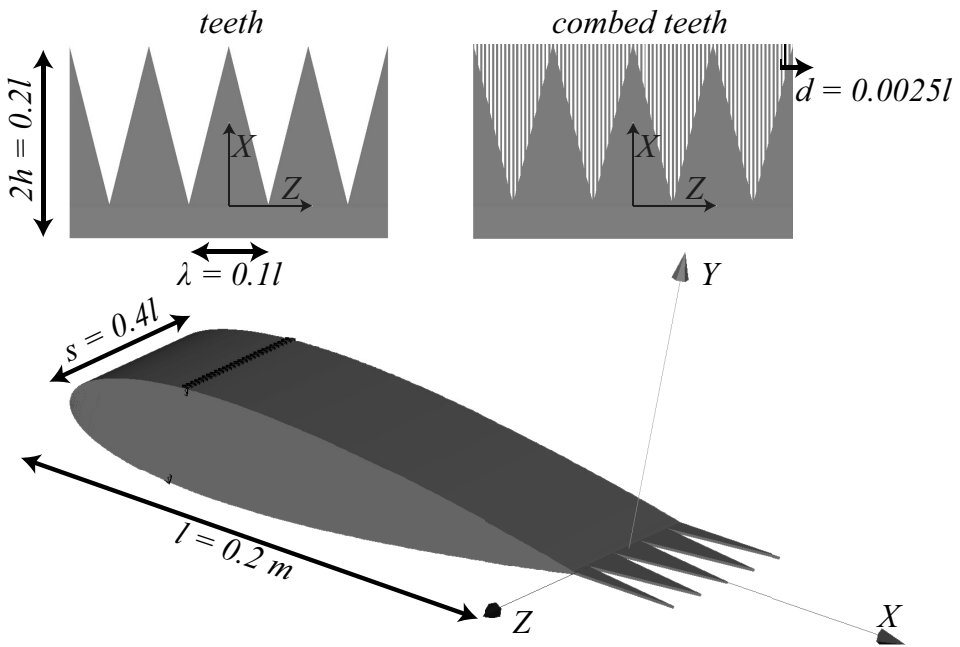 teeth
combed teeth
2h = 0.2l
X
Z
X
Z
d = 0.0025l
λ = 0.1l
s = 0.4l
Y
l = 0.2 m
Z
X